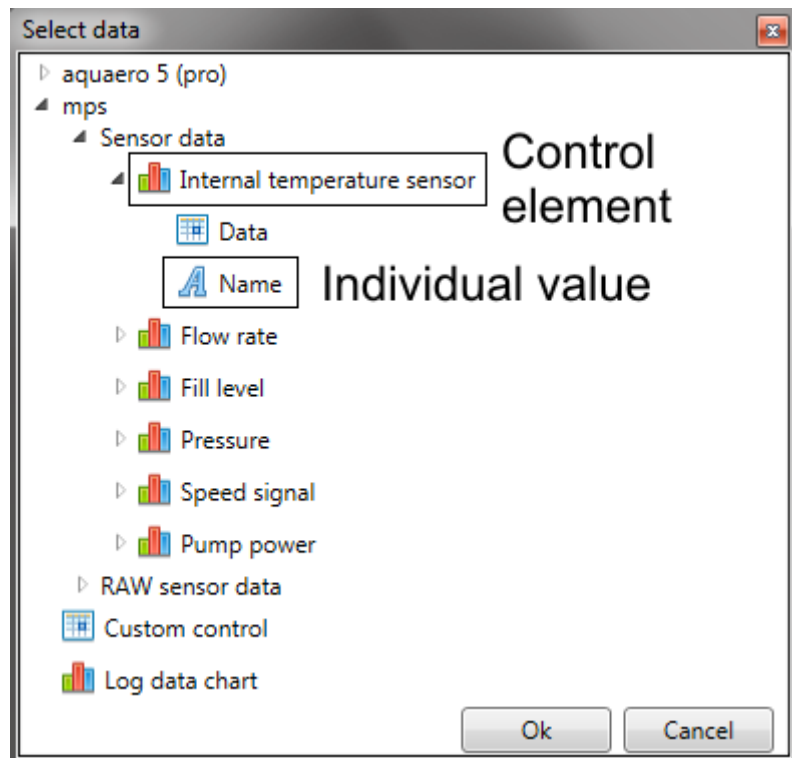 Select data
aquaero 5 (pro)
mps
Sensor data
Internal temperature sensor
Control
element
Data
Name
Individual value
Flow rate
Fill level
Pressure
Speed signal
Pump power
RAW sensor data
Custom control
Log data chart
Ok
Cancel